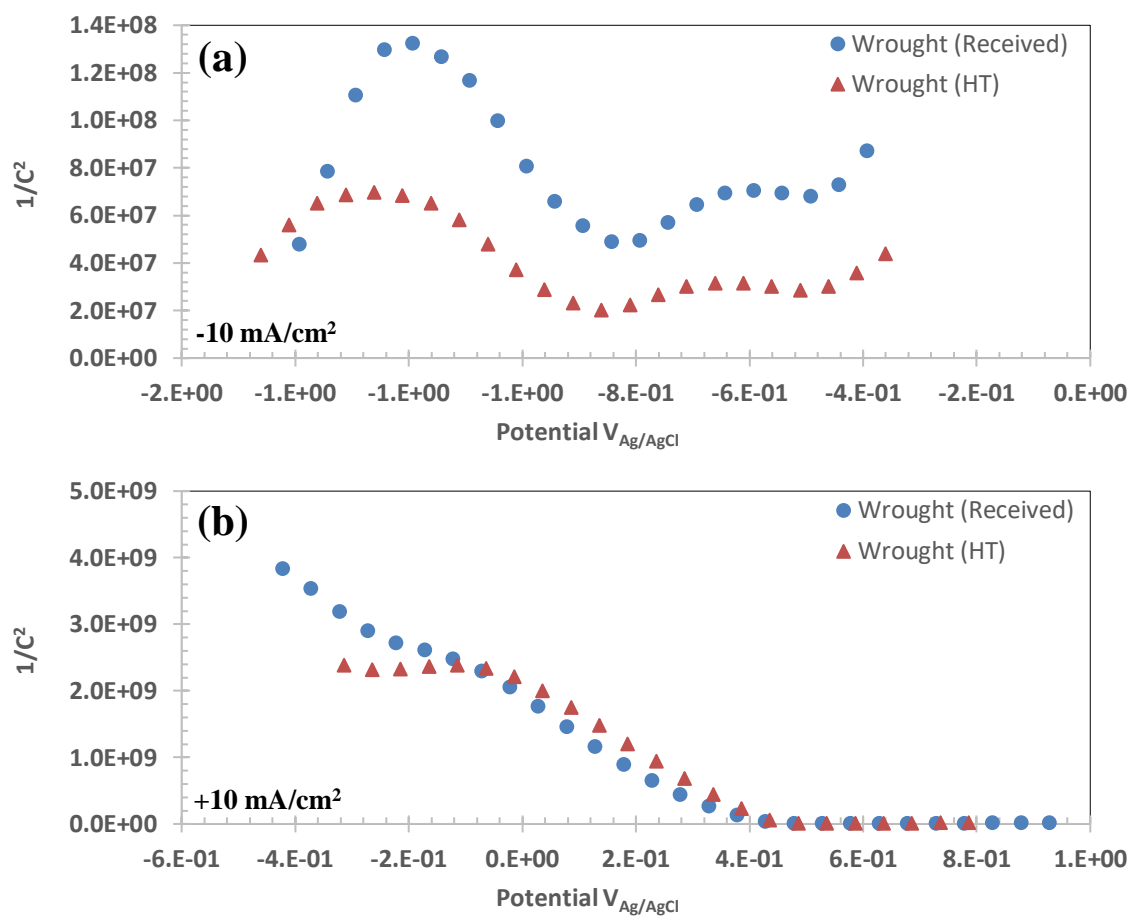 1.4E+08
(a)
Wrought (Received)
1.2E+08
Wrought (HT)
1.0E+08
8.0E+07
1/C²
6.0E+07
4.0E+07
2.0E+07
-10 mA/cm²
0.0E+00
-2.E+00 -1.E+00 -1.E+00 -1.E+00 -8.E-01 -6.E-01 -4.E-01 -2.E-01 0.E+00
Potential V Ag/AgCl
5.0E+09
(b)
Wrought (Received)
Wrought (HT)
4.0E+09
3.0E+09
1/C²
2.0E+09
1.0E+09
+10 mA/cm²
0.0E+00
-6.E-01 -4.E-01 -2.E-01 0.E+00 2.E-01 4.E-01 6.E-01 8.E-01 1.E+00
Potential V Ag/AgCl